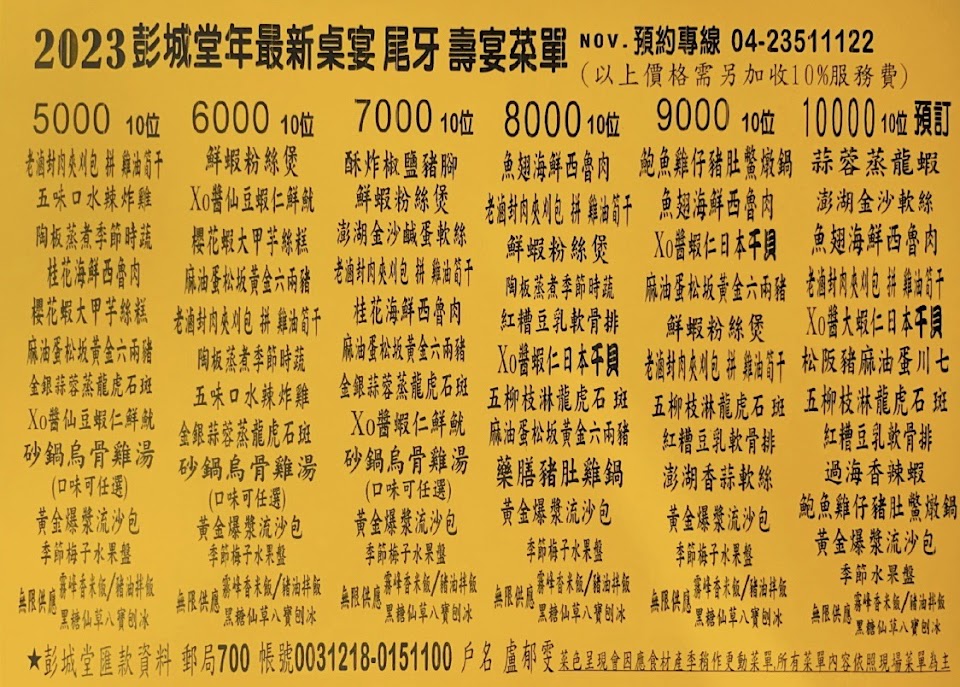 2023彭城堂年最新桌宴 尾牙 壽宴菜單 NOV. 預約專線 04-23511122
(以上價格需另加收10%服務費)
5000 10位
老滷封肉夾刈包 拼 雞油筍干
五味口水辣炸雞
陶板蒸煮季節時蔬
桂花海鮮西魯肉
櫻花蝦大甲芋絲糕
麻油蛋松坂黃金六兩豬
金銀蒜蓉蒸龍虎石斑
Xo醬仙豆蝦仁鮮魷
砂鍋烏骨雞湯
(口味可任選)
黃金爆漿流沙包
季節梅子水果盤
無限供應 霧峰香米飯/豬油拌飯
黑糖仙草八寶刨冰
6000 10位
鮮蝦粉絲煲
Xo醬仙豆蝦仁鮮魷
櫻花蝦大甲芋絲糕
麻油蛋松坂黃金六兩豬
老滷封肉夾刈包 拼 雞油筍干
陶板蒸煮季節時蔬
五味口水辣炸雞
金銀蒜蓉蒸龍虎石斑
砂鍋烏骨雞湯
(口味可任選)
黃金爆漿流沙包
季節梅子水果盤
無限供應 霧峰香米飯/豬油拌飯
黑糖仙草八寶刨冰
7000 10位
酥炸椒鹽豬腳
鮮蝦粉絲煲
澎湖金沙鹹蛋軟絲
老滷封肉夾刈包 拼 雞油筍干
桂花海鮮西魯肉
麻油蛋松坂黃金六兩豬
金銀蒜蓉蒸龍虎石斑
Xo醬蝦仁鮮魷
砂鍋烏骨雞湯
(口味可任選)
黃金爆漿流沙包
季節梅子水果盤
無限供應 霧峰香米飯/豬油拌飯
黑糖仙草八寶刨冰
8000 10位
魚翅海鮮西魯肉
老滷封肉夾刈包 拼 雞油筍干
鮮蝦粉絲煲
陶板蒸煮季節時蔬
紅糟豆乳軟骨排
Xo醬蝦仁日本干貝
五柳枝淋龍虎石斑
麻油蛋松坂黃金六兩豬
藥膳豬肚雞鍋
黃金爆漿流沙包
季節梅子水果盤
無限供應 霧峰香米飯/豬油拌飯
黑糖仙草八寶刨冰
9000 10位
鮑魚雞仔豬肚鱉燉鍋
魚翅海鮮西魯肉
Xo醬蝦仁日本干貝
麻油蛋松坂黃金六兩豬
鮮蝦粉絲煲
老滷封肉夾刈包 拼 雞油筍干
五柳枝淋龍虎石斑
紅糟豆乳軟骨排
澎湖香蒜軟絲
黃金爆漿流沙包
季節梅子水果盤
無限供應 霧峰香米飯/豬油拌飯
黑糖仙草八寶刨冰
10000 10位 預訂
蒜蓉蒸龍蝦
澎湖金沙軟絲
魚翅海鮮西魯肉
老滷封肉夾刈包 拼 雞油筍干
Xo醬大蝦仁日本干貝
松阪豬麻油蛋川七
五柳枝淋龍虎石斑
紅糟豆乳軟骨排
過海香辣蝦
鮑魚雞仔豬肚鱉燉鍋
黃金爆漿流沙包
季節水果盤
無限供應 霧峰香米飯/豬油拌飯
黑糖仙草八寶刨冰
★彭城堂匯款資料 郵局700 帳號0031218-0151100 戶名 盧郁雯 菜色呈現會因應食材產季稍作更動菜單所有菜單內容依照現場菜單為主